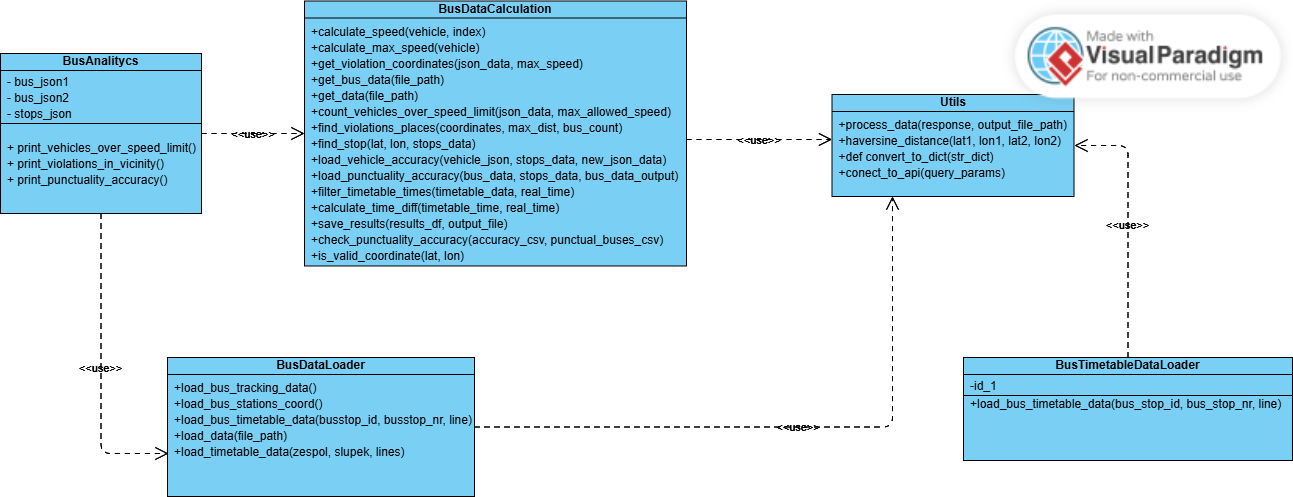 BusDataCalculation
+calculate_speed(vehicle, index)
+calculate_max_speed(vehicle)
+get_violation_coordinates(json_data, max_speed)
+get_bus_data(file_path)
+get_data(file_path)
+count_vehicles_over_speed_limit(json_data, max_allowed_speed)
+find_violations_places(coordinates, max_dist, bus_count)
+find_stop(lat, lon, stops_data)
+load_vehicle_accuracy(vehicle_json, stops_data, new_json_data)
+load_punctuality_accuracy(bus_data, stops_data, bus_data_output)
+filter_timetable_times(timetable_data, real_time)
+calculate_time_diff(timetable_time, real_time)
+save_results(results_df, output_file)
+check_punctuality_accuracy(accuracy_csv, punctual_buses_csv)
+is_valid_coordinate(lat, lon)
Made with
Visual Paradigm
For non-commercial use
BusAnalitycs
- bus_json1
- bus_json2
- stops_json
+ print_vehicles_over_speed_limit()
+ print_violations_in_vicinity()
+ print_punctuality_accuracy()
<<use>>
<<use>>
Utils
+process_data(response, output_file_path)
+haversine_distance(lat1, lon1, lat2, lon2)
+def convert_to_dict(str_dict)
+conect_to_api(query_params)
<<use>>
<<use>>
BusDataLoader
+load_bus_tracking_data()
+load_bus_stations_coord()
+load_bus_timetable_data(busstop_id, busstop_nr, line)
+load_data(file_path)
+load_timetable_data(zespol, slupek, lines)
<<use>>
BusTimetableDataLoader
-id_1
+load_bus_timetable_data(bus_stop_id, bus_stop_nr, line)